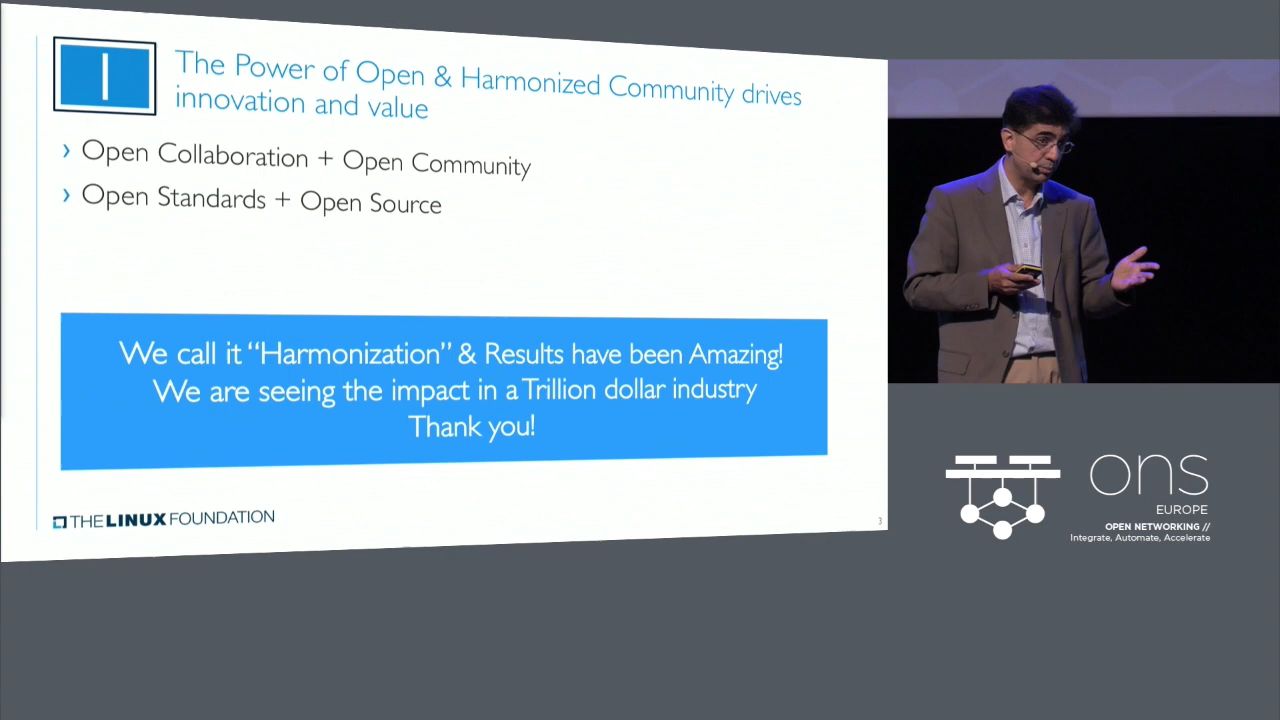 I
The Power of Open & Harmonized Community drives
innovation and value
› Open Collaboration + Open Community
› Open Standards + Open Source
We call it “Harmonization” & Results have been Amazing!
We are seeing the impact in a Trillion dollar industry
Thank you!
THE LINUX FOUNDATION
3
ons
EUROPE
OPEN NETWORKING //
Integrate, Automate, Accelerate